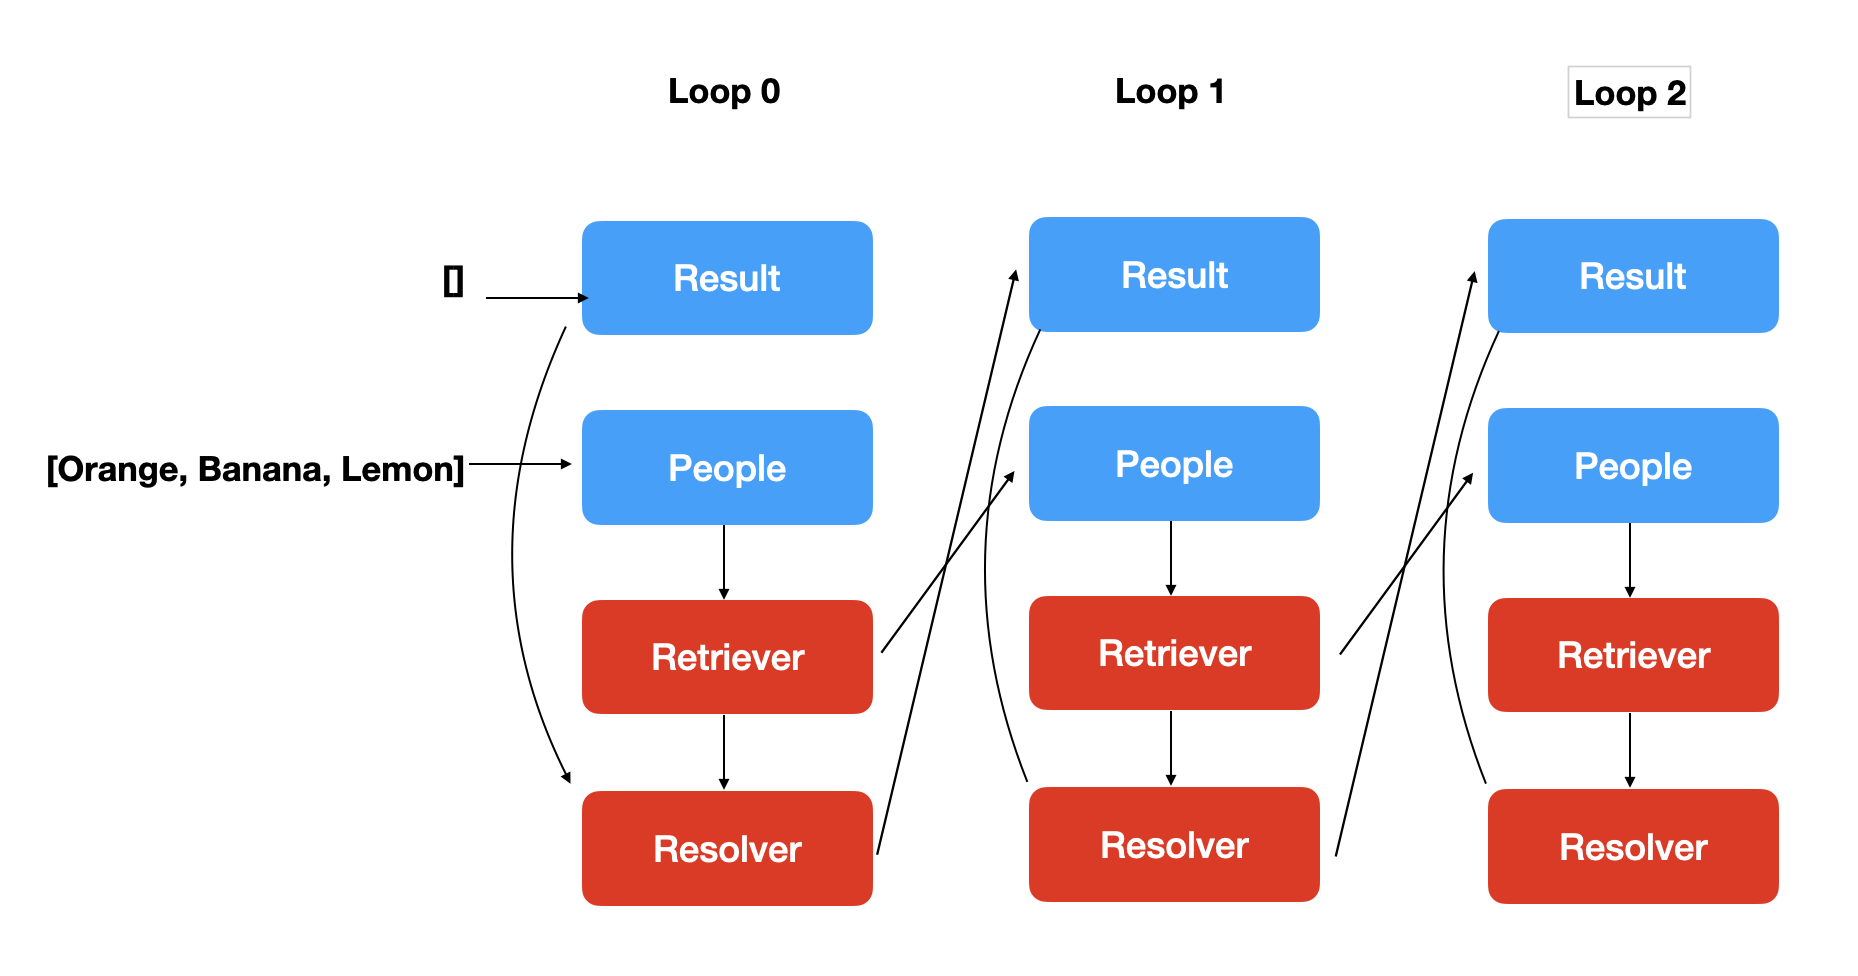 Loop 0
Loop 1
Loop 2
[]
Result
Result
Result
[Orange, Banana, Lemon]
People
People
People
Retriever
Retriever
Retriever
Resolver
Resolver
Resolver